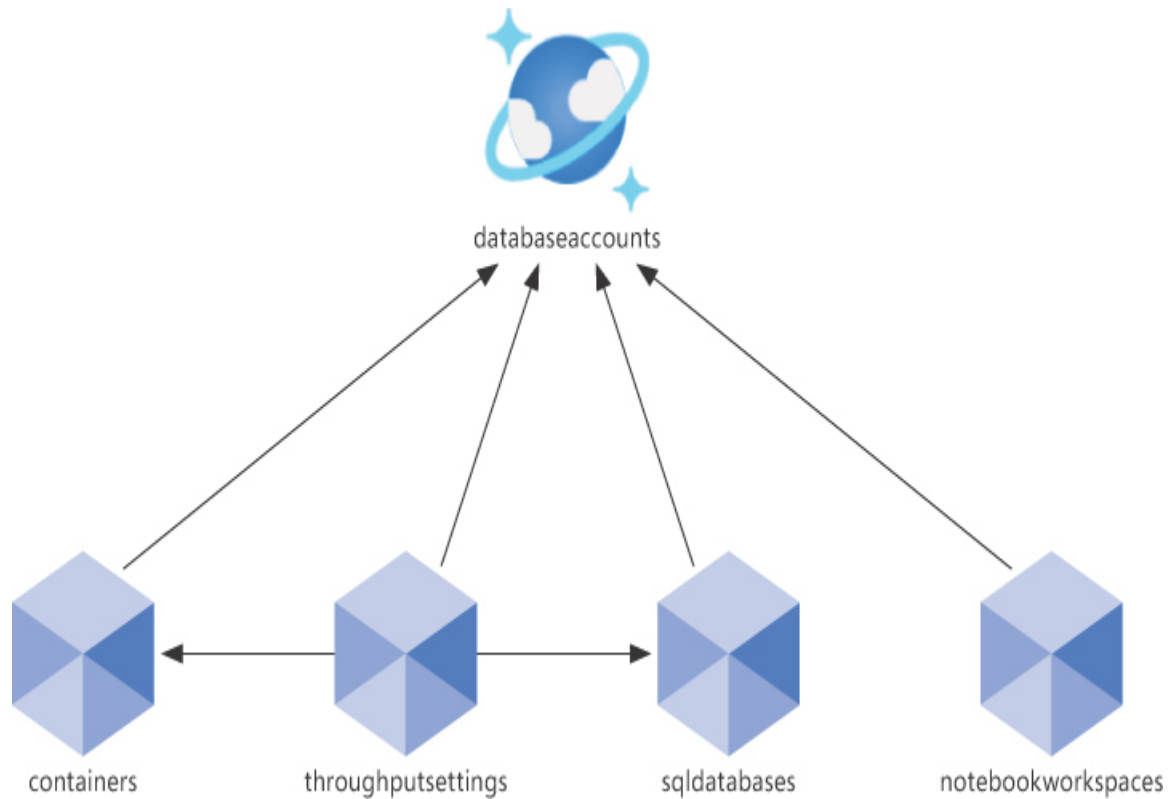 databaseaccounts
containers
throughputsettings
sqldatabases
notebookworkspaces